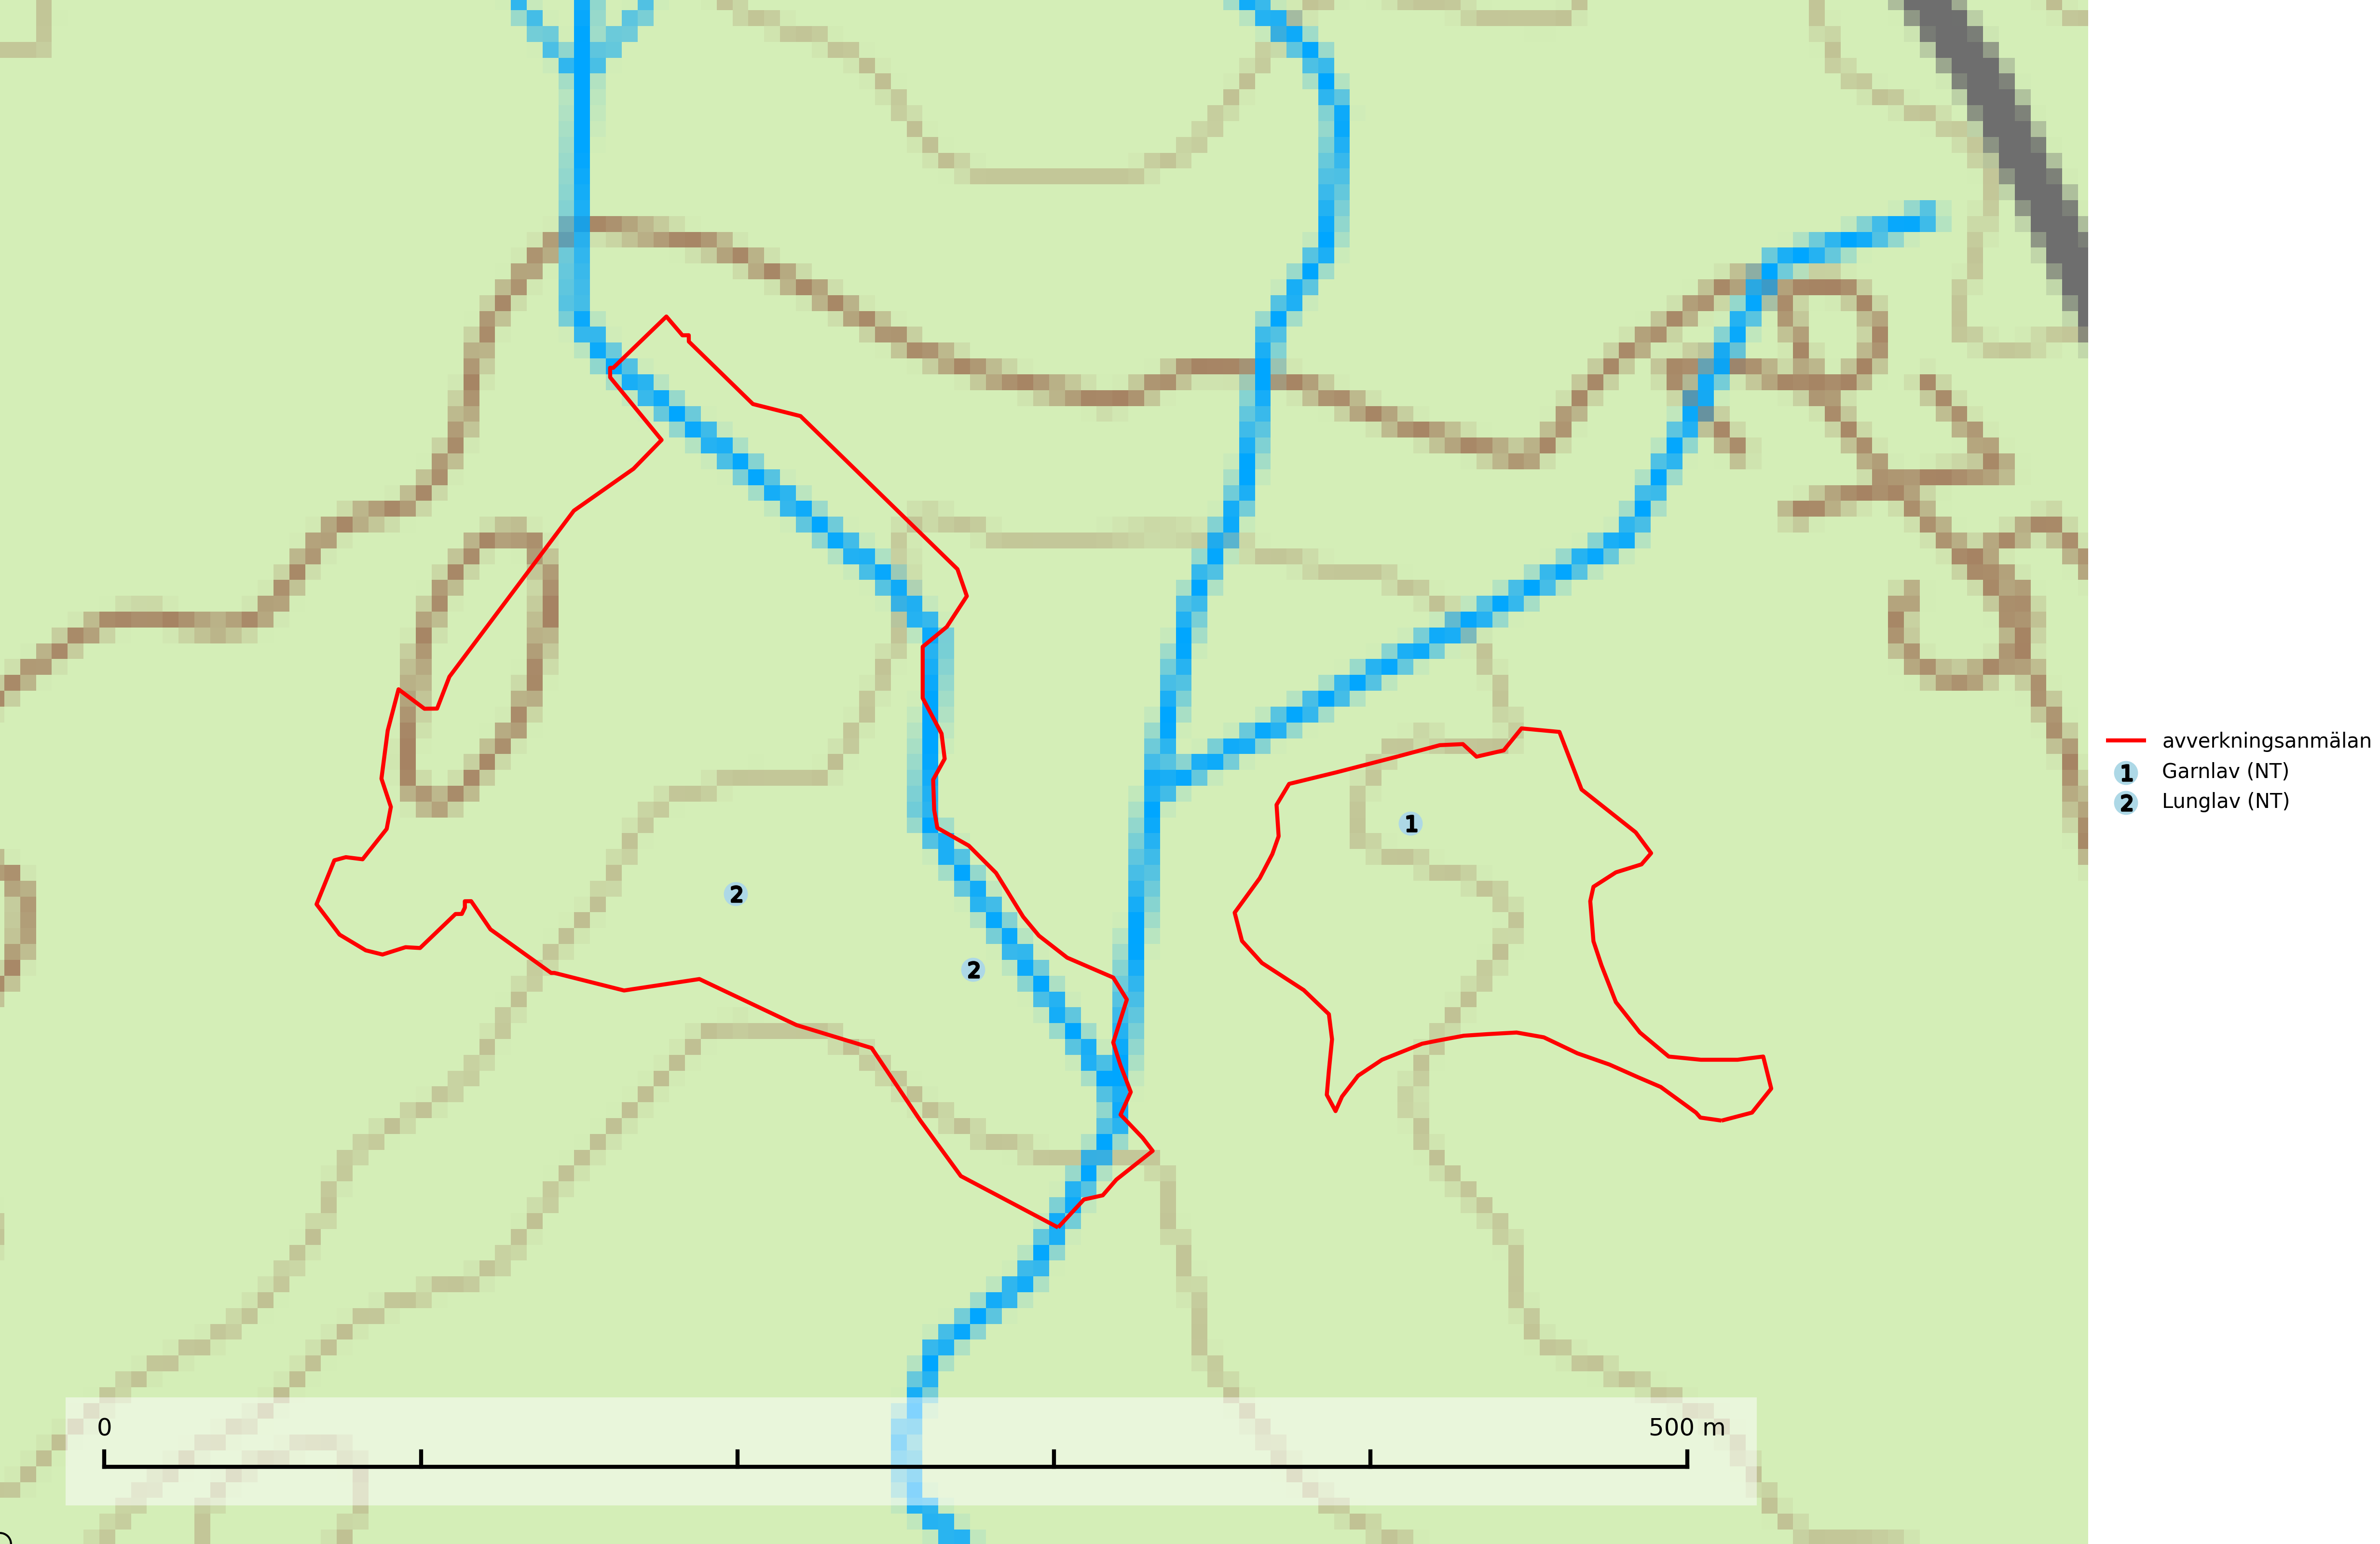 avverkningsanmälan
1 Garnlav (NT)
2 Lunglav (NT)
1
2
2
0 500 m